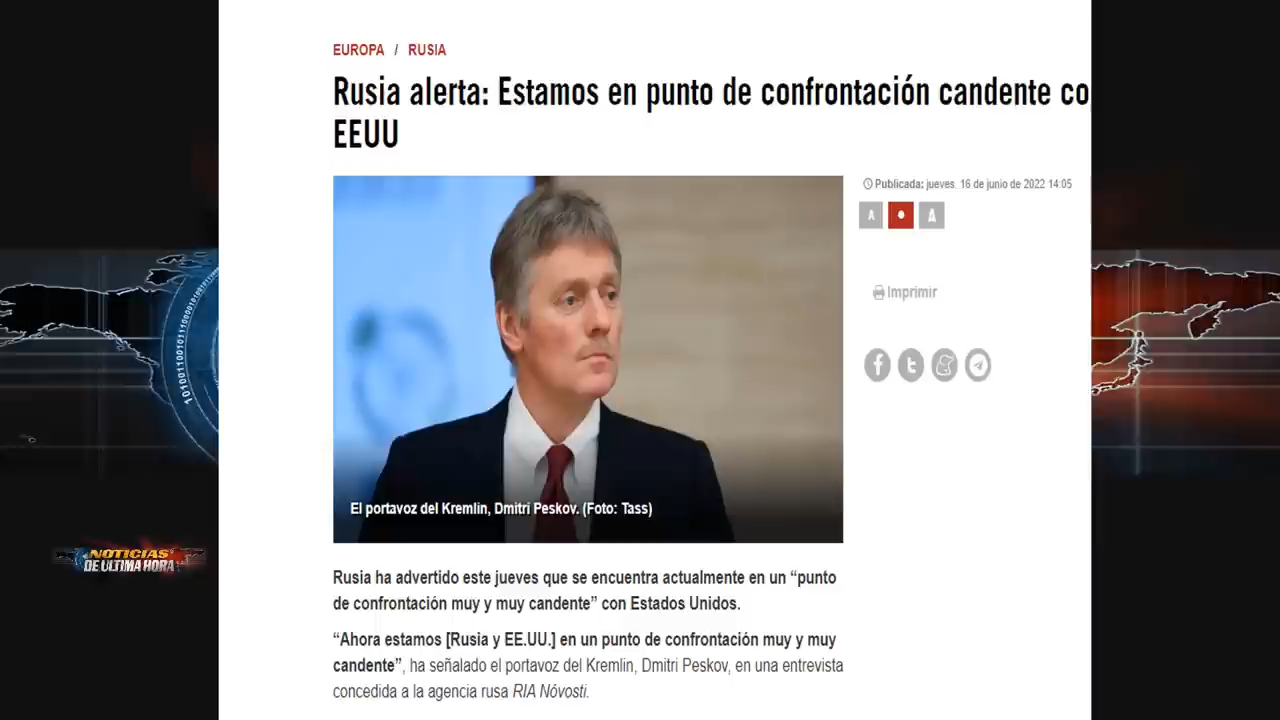 EUROPA / RUSIA
Rusia alerta: Estamos en punto de confrontación candente co
EEUU
Publicada: jueves, 16 de junio de 2022 14:05
A A
Imprimir
El portavoz del Kremlin, Dmitri Peskov. (Foto: Tass)
NOTICIAS
DE ULTIMA HORA
Rusia ha advertido este jueves que se encuentra actualmente en un “punto
de confrontación muy y muy candente” con Estados Unidos.
“Ahora estamos [Rusia y EE.UU.] en un punto de confrontación muy y muy
candente”, ha señalado el portavoz del Kremlin, Dmitri Peskov, en una entrevista
concedida a la agencia rusa RIA Nóvosti.